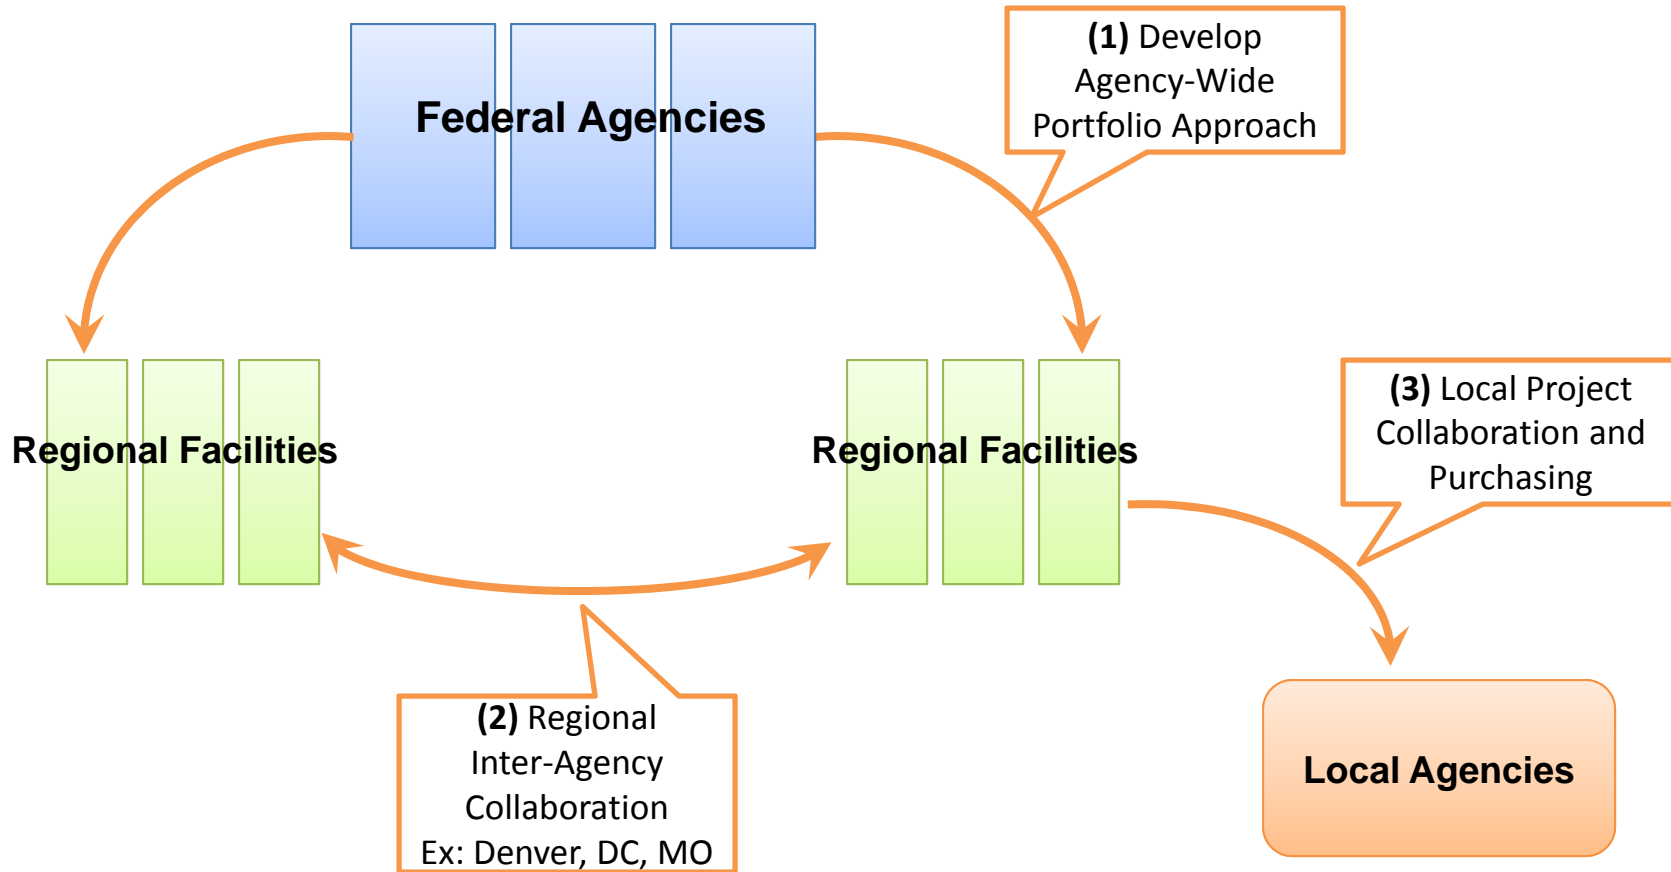 Federal Agencies
(1) Develop
Agency-Wide
Portfolio Approach
Regional Facilities
Regional Facilities
(3) Local Project
Collaboration and
Purchasing
(2) Regional
Inter-Agency
Collaboration
Ex: Denver, DC, MO
Local Agencies